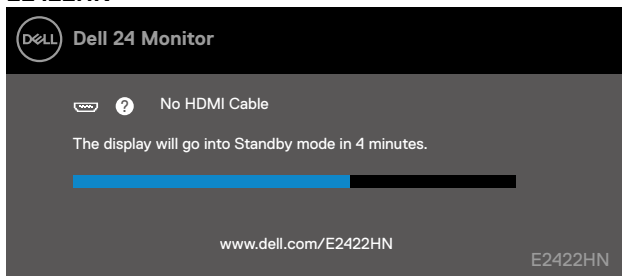 DELL Dell 24 Monitor
? No HDMI Cable
The display will go into Standby mode in 4 minutes.
www.dell.com/E2422HN
E2422HN